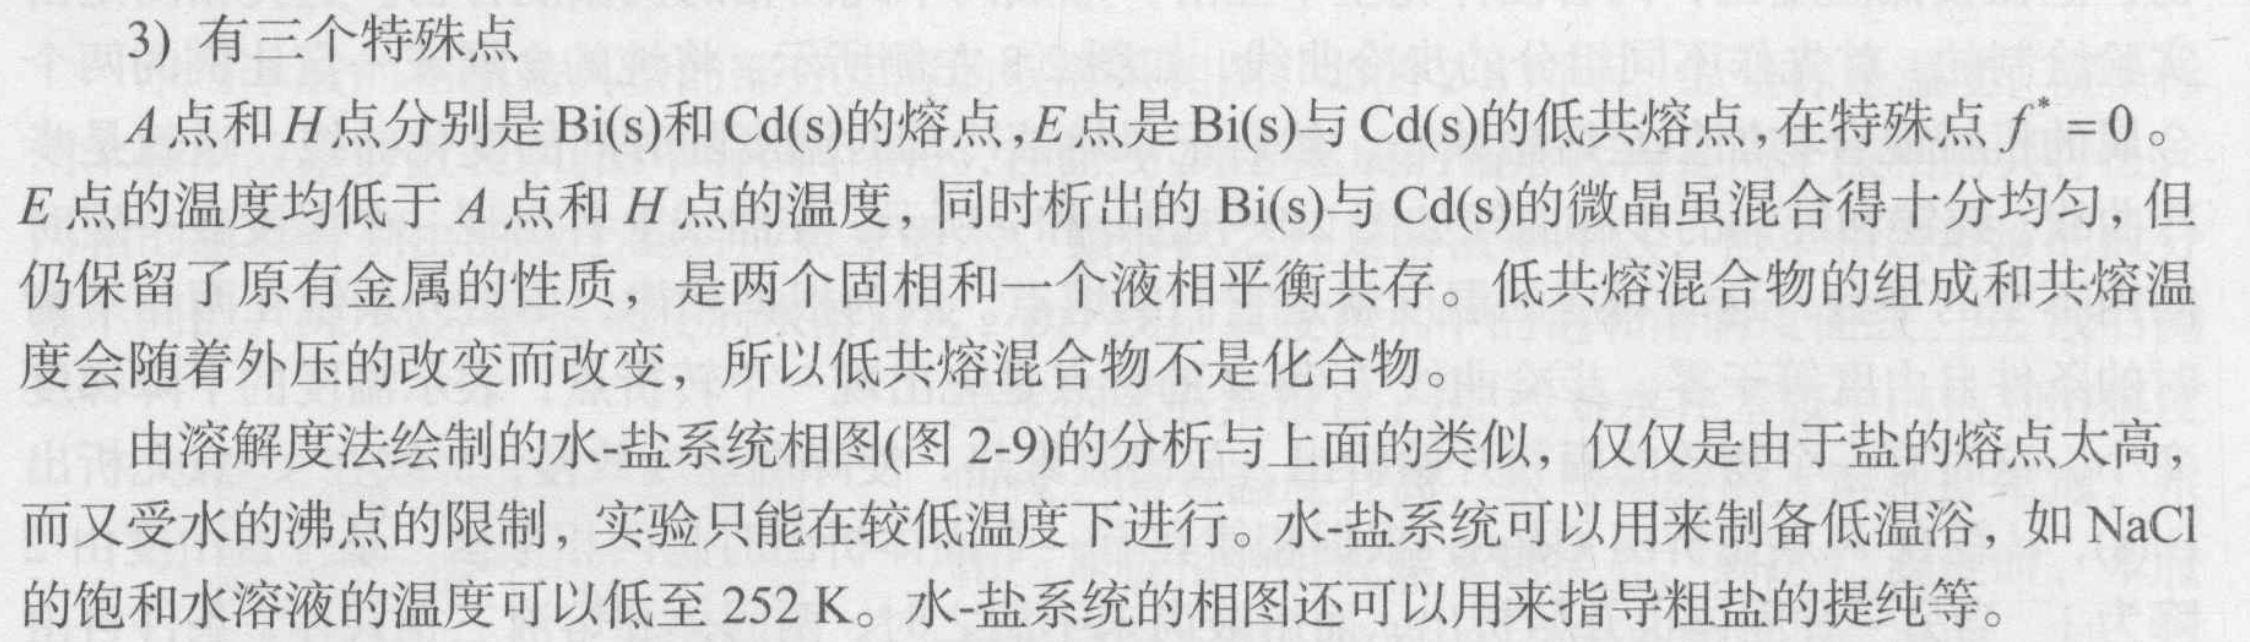 3) 有三个特殊点
A点和H点分别是Bi(s)和Cd(s)的熔点,E点是Bi(s)与Cd(s)的低共熔点,在特殊点 f* = 0。
E点的温度均低于 A 点和 H 点的温度，同时析出的 Bi(s)与 Cd(s)的微晶虽混合得十分均匀，但
仍保留了原有金属的性质，是两个固相和一个液相平衡共存。低共熔混合物的组成和共熔温
度会随着外压的改变而改变，所以低共熔混合物不是化合物。
由溶解度法绘制的水-盐系统相图(图 2-9)的分析与上面的类似，仅仅是由于盐的熔点太高，
而又受水的沸点的限制，实验只能在较低温度下进行。水-盐系统可以用来制备低温浴，如 NaCl
的饱和水溶液的温度可以低至 252 K。水-盐系统的相图还可以用来指导粗盐的提纯等。